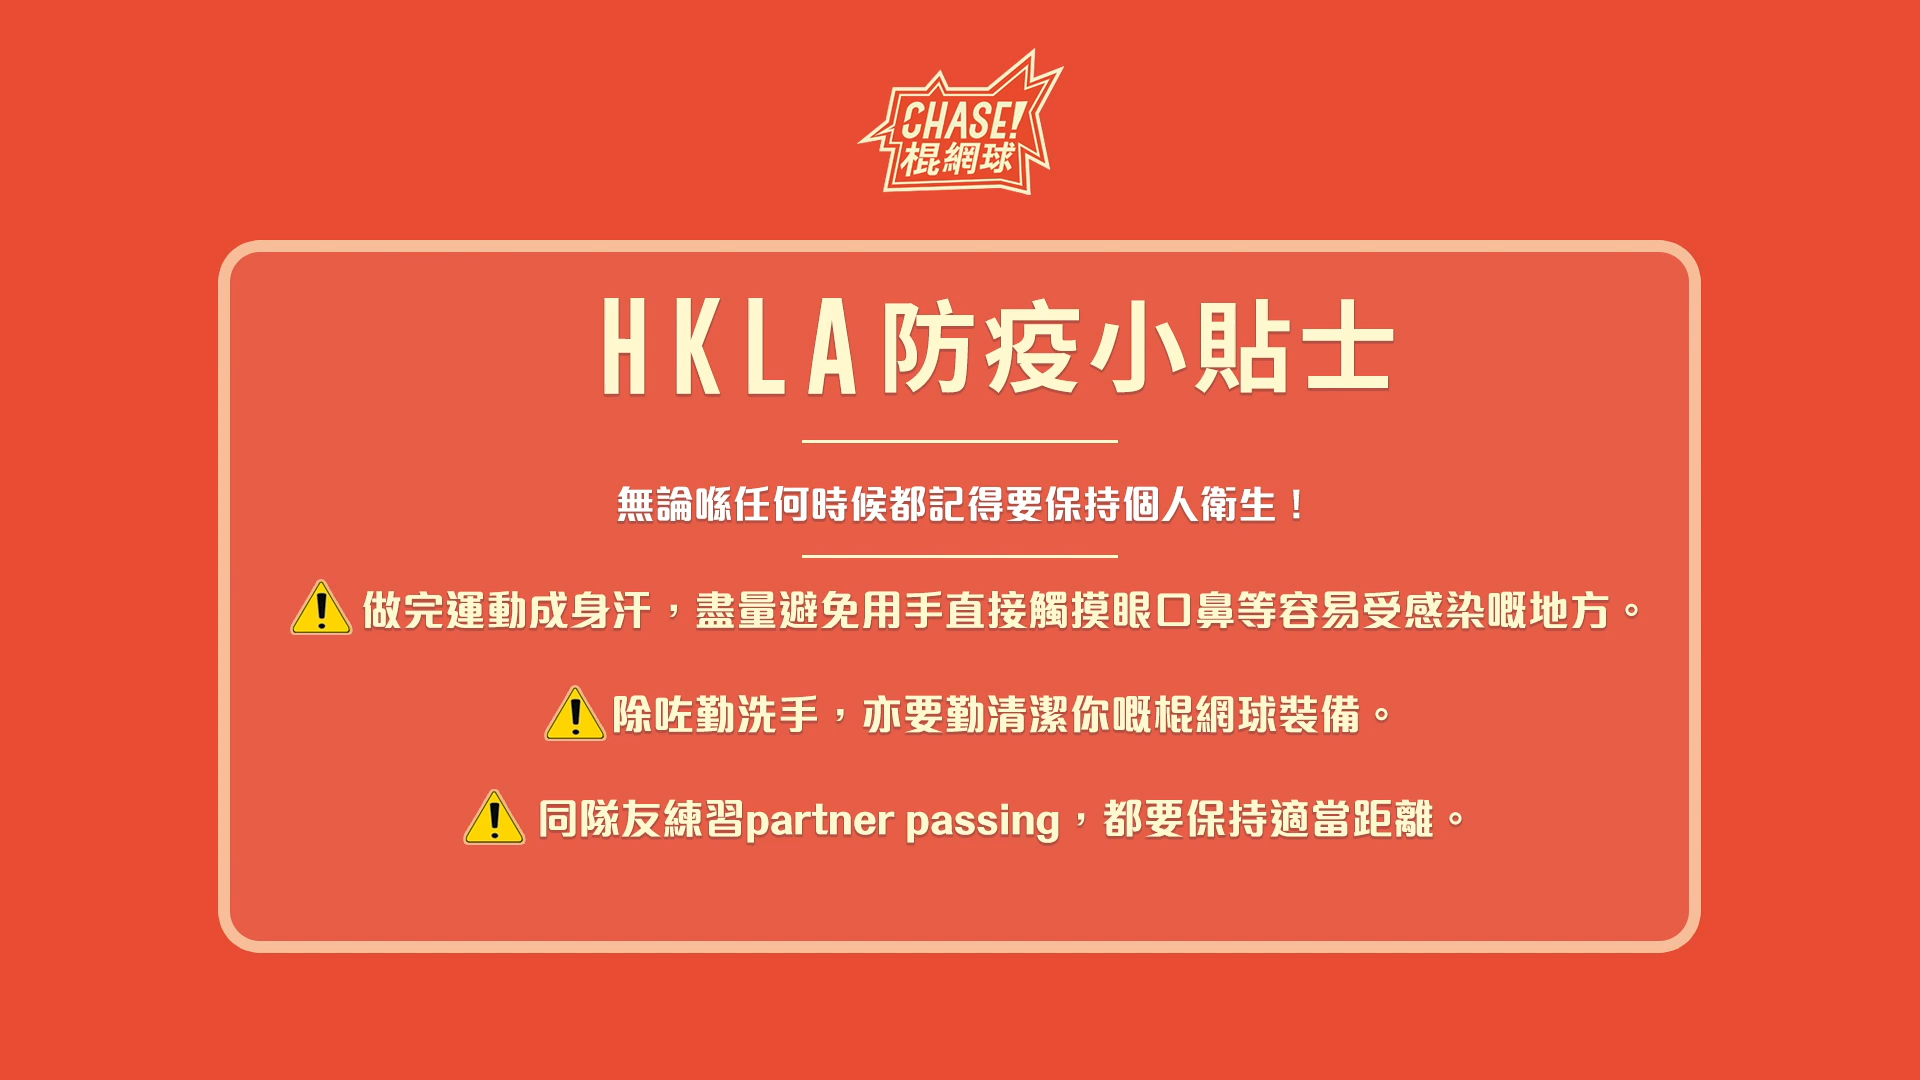 CHASE!
棍網球
HKLA防疫小貼士
無論喺任何時候都記得要保持個人衛生！
做完運動成身汗，盡量避免用手直接觸摸眼口鼻等容易受感染嘅地方。
除咗勤洗手，亦要勤清潔你嘅棍網球裝備。
同隊友練習partner passing，都要保持適當距離。